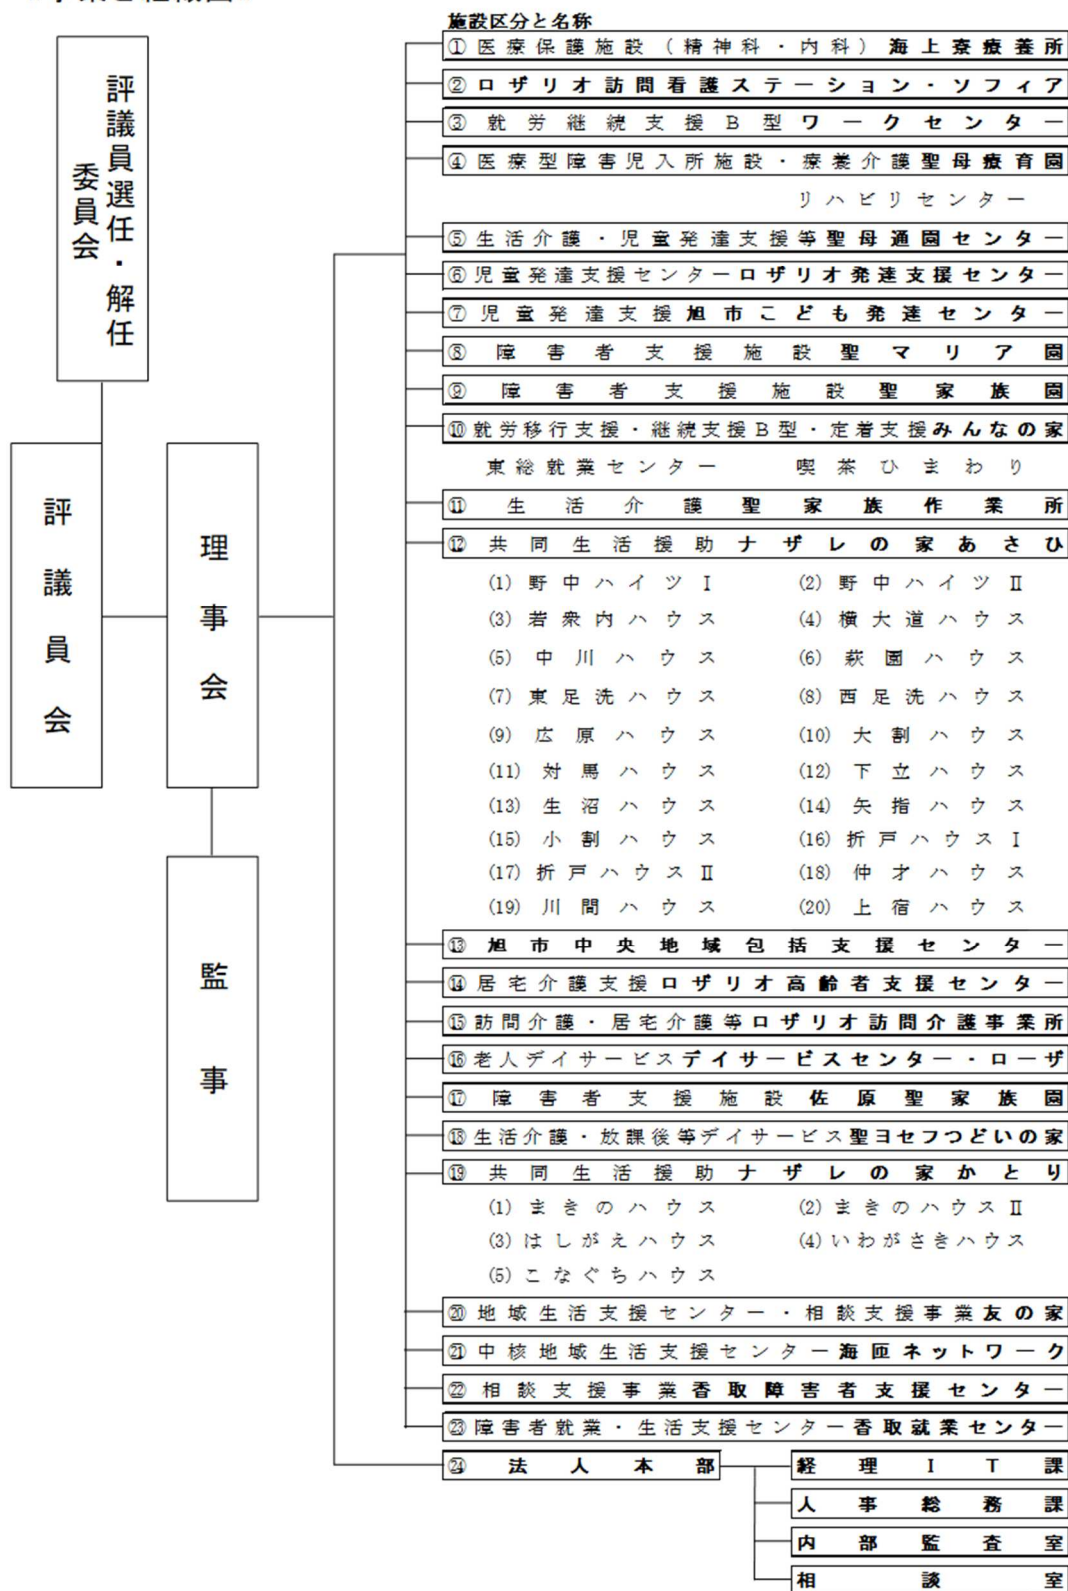 施設区分と名称
評議員選任・解任
委員会
評議員会
理事会
監事
①医療保護施設（精神科・内科）海上寮療養所
②ロザリオ訪問看護ステーション・ソフィア
③就労継続支援B型ワークセンター
④医療型障害児入所施設・療養介護聖母療育園
リハビリセンター
⑤生活介護・児童発達支援等聖母通園センター
⑥児童発達支援センターロザリオ発達支援センター
⑦児童発達支援旭市こども発達センター
⑧障害者支援施設聖マリア園
⑨障害者支援施設聖家族園
⑩就労移行支援・継続支援B型・定着支援みんなの家
東総就業センター 喫茶ひまわり
⑪生活介護聖家族作業所
⑫共同生活援助ナザレの家あさひ
(1) 野中ハイツⅠ (2) 野中ハイツⅡ
(3) 若衆内ハウス (4) 横大道ハウス
(5) 中川ハウス (6) 萩園ハウス
(7) 東足洗ハウス (8) 西足洗ハウス
(9) 広原ハウス (10) 大割ハウス
(11) 対馬ハウス (12) 下立ハウス
(13) 生沼ハウス (14) 矢指ハウス
(15) 小割ハウス (16) 折戸ハウスⅠ
(17) 折戸ハウスⅡ (18) 仲才ハウス
(19) 川間ハウス (20) 上宿ハウス
⑬旭市中央地域包括支援センター
⑭居宅介護支援ロザリオ高齢者支援センター
⑮訪問介護・居宅介護等ロザリオ訪問介護事業所
⑯老人デイサービスデイサービスセンター・ローザ
⑰障害者支援施設佐原聖家族園
⑱生活介護・放課後等デイサービス聖ヨセフつどいの家
⑲共同生活援助ナザレの家かとり
(1) まきのハウス (2) まきのハウスⅡ
(3) はしがえハウス (4) いわがさきハウス
(5) こなぐちハウス
⑳地域生活支援センター・相談支援事業友の家
㉑中核地域生活支援センター海匝ネットワーク
㉒相談支援事業香取障害者支援センター
㉓障害者就業・生活支援センター香取就業センター
㉔法人本部
経理IT課
人事総務課
内部監査室
相談室